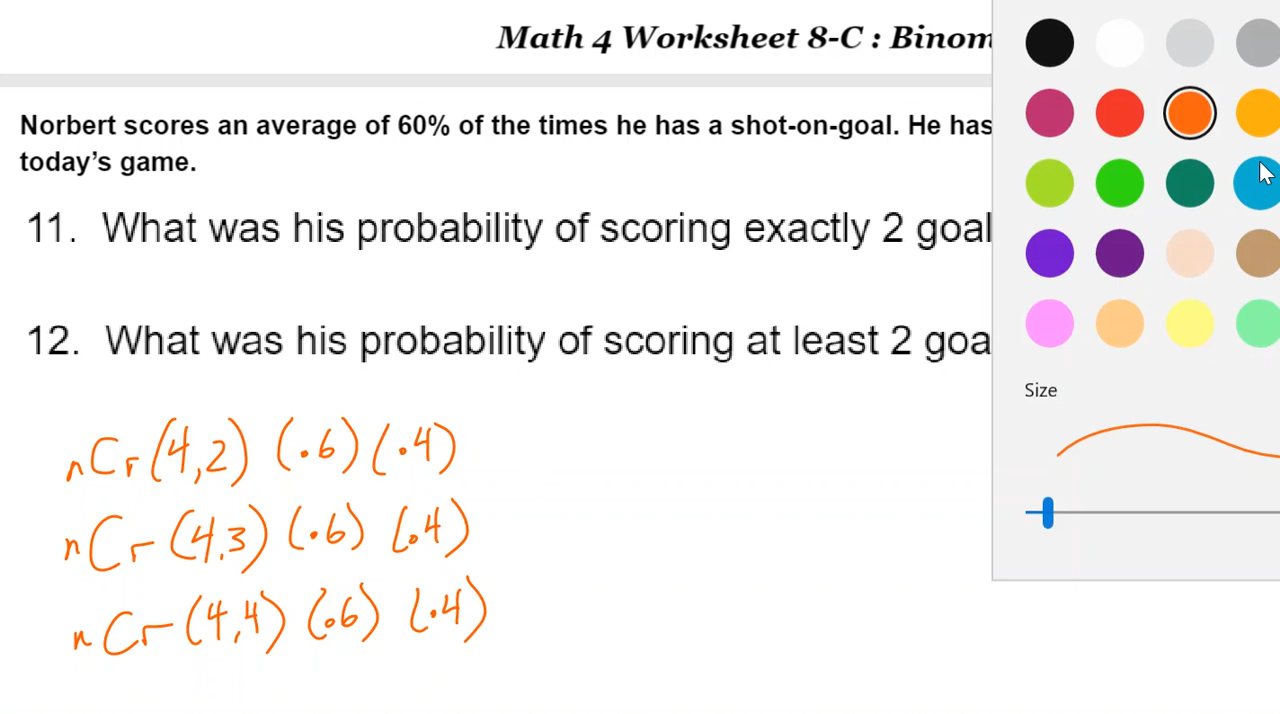 Math 4 Worksheet 8-C : Binom
Norbert scores an average of 60% of the times he has a shot-on-goal. He has
today’s game.
11. What was his probability of scoring exactly 2 goal
12. What was his probability of scoring at least 2 goa
nCr(4,2) (.6)(.4)
nCr(4,3) (.6) (.4)
nCr(4,4) (.6) (.4)
Size